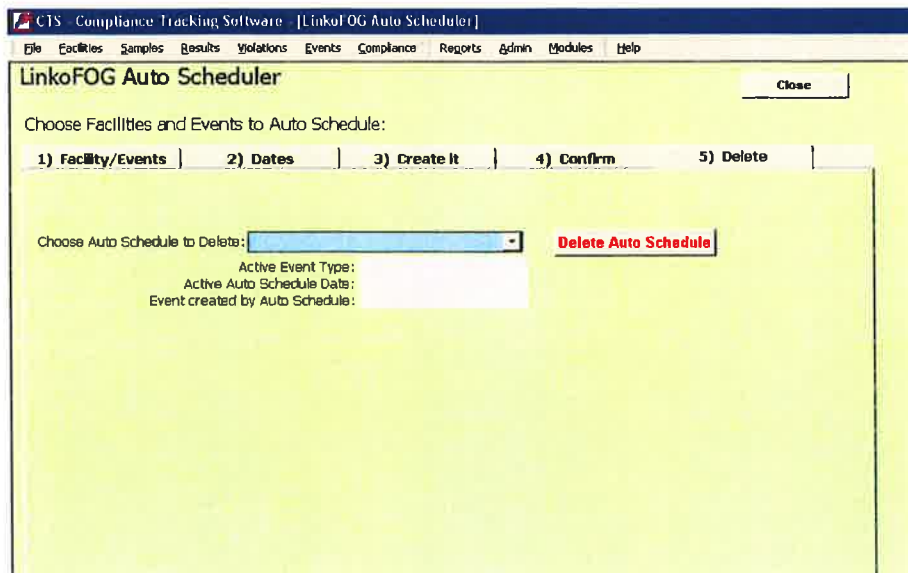 CTS - Compliance Tracking Software - [LinkoFOG Auto Scheduler]
File Facilities Samples Results Violations Events Compliance Reports Admin Modules Help
LinkoFOG Auto Scheduler
Close
Choose Facilities and Events to Auto Schedule:
1) Facility/Events 2) Dates 3) Create it 4) Confirm 5) Delete
Choose Auto Schedule to Delete:
Delete Auto Schedule
Active Event Type:
Active Auto Schedule Date:
Event created by Auto Schedule: